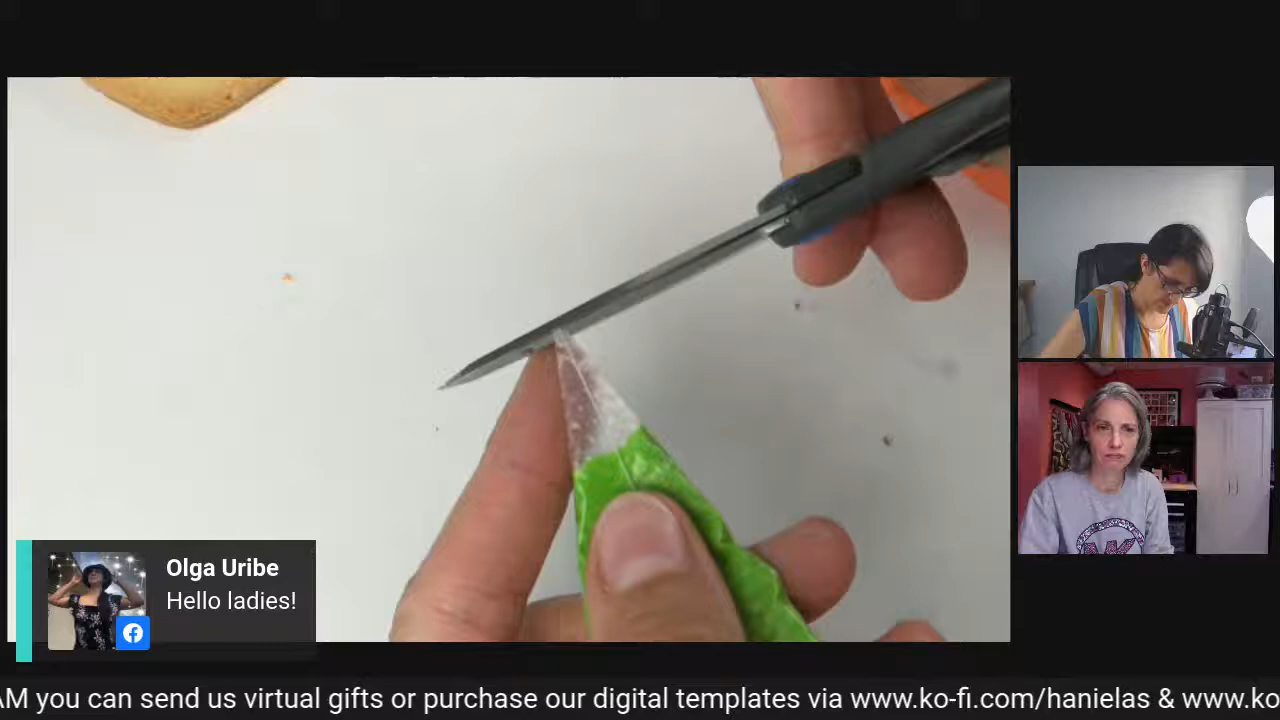 Olga Uribe
Hello ladies!
AM you can send us virtual gifts or purchase our digital templates via www.ko-fi.com/hanielas & www.ko